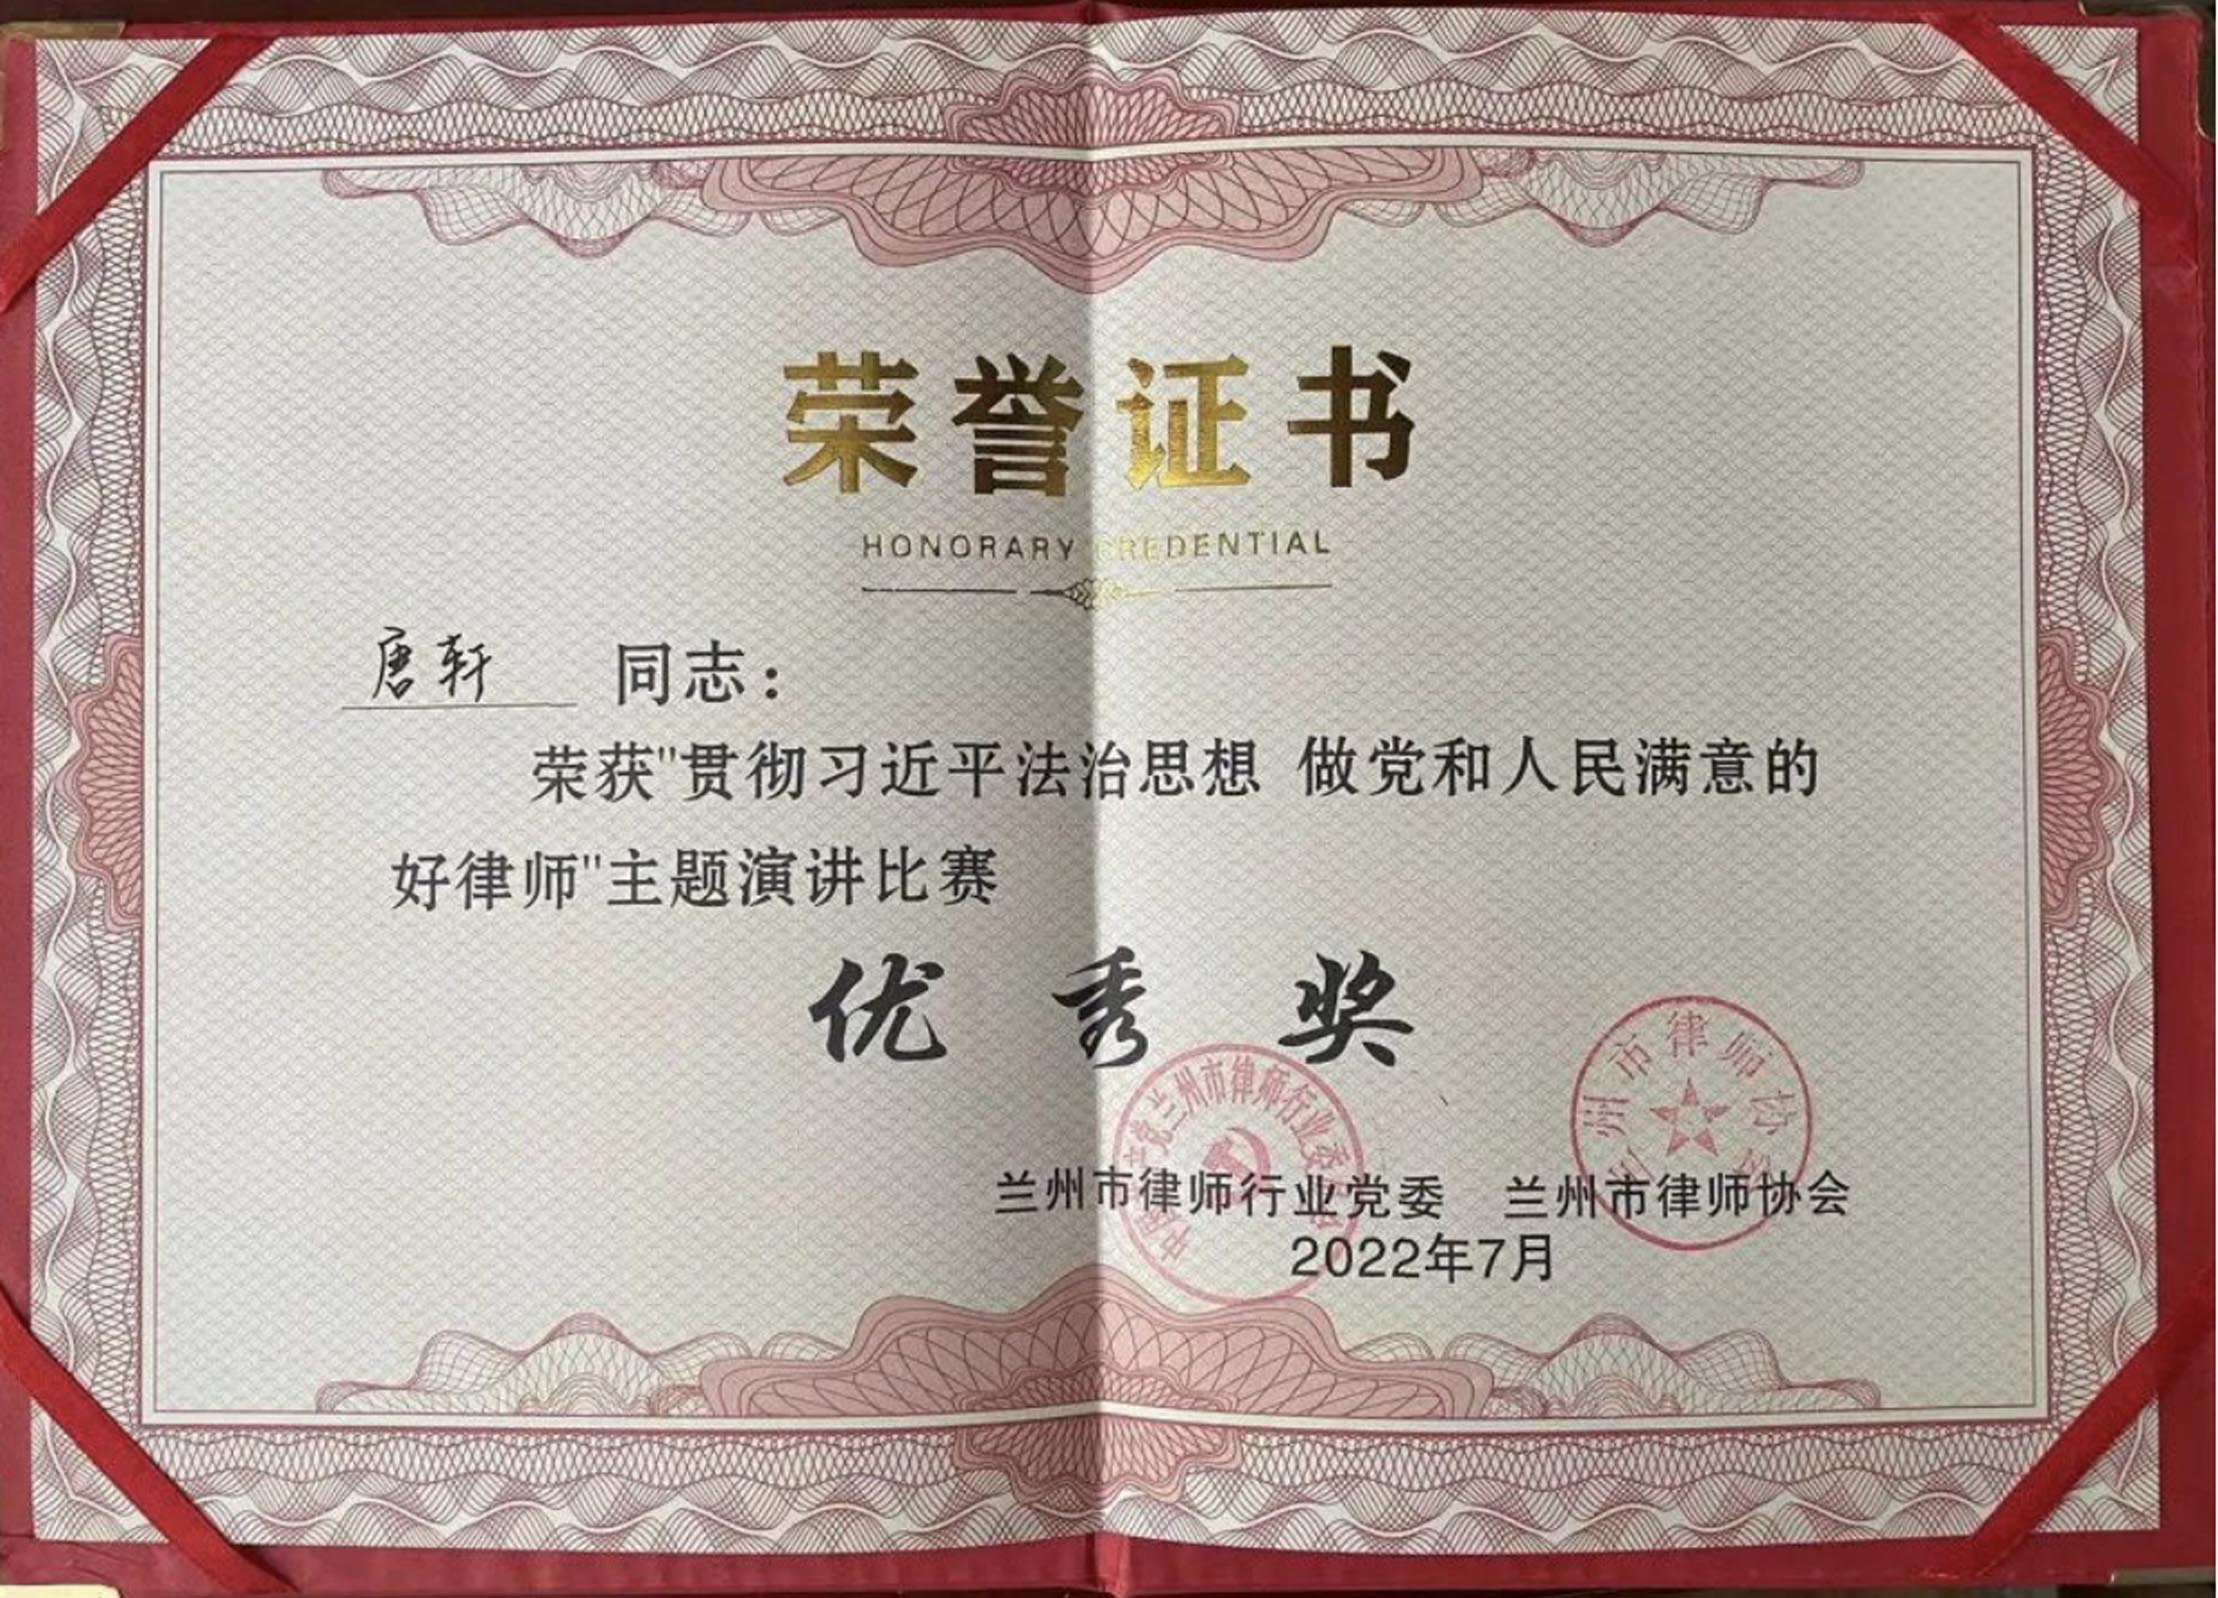 荣誉证书
HONORARY CREDENTIAL
唐轩 同志：
荣获"贯彻习近平法治思想 做党和人民满意的
好律师"主题演讲比赛
优秀奖
兰州市律师行业党委 兰州市律师协会
2022年7月